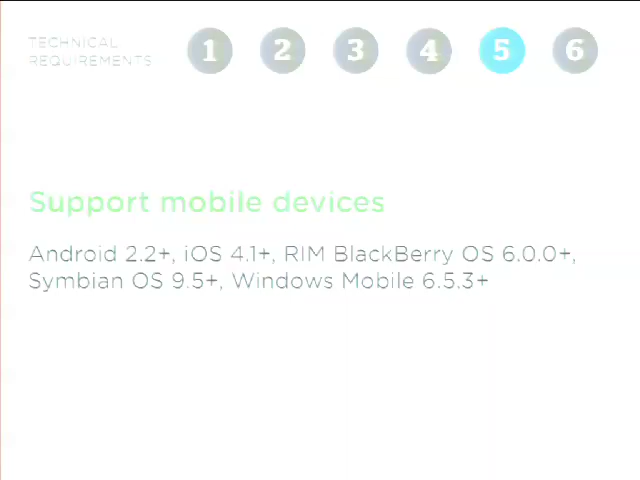 TECHNICAL
REQUIREMENTS
1 2 3 4 5 6
Support mobile devices
Android 2.2+, iOS 4.1+, RIM BlackBerry OS 6.0.0+,
Symbian OS 9.5+, Windows Mobile 6.5.3+